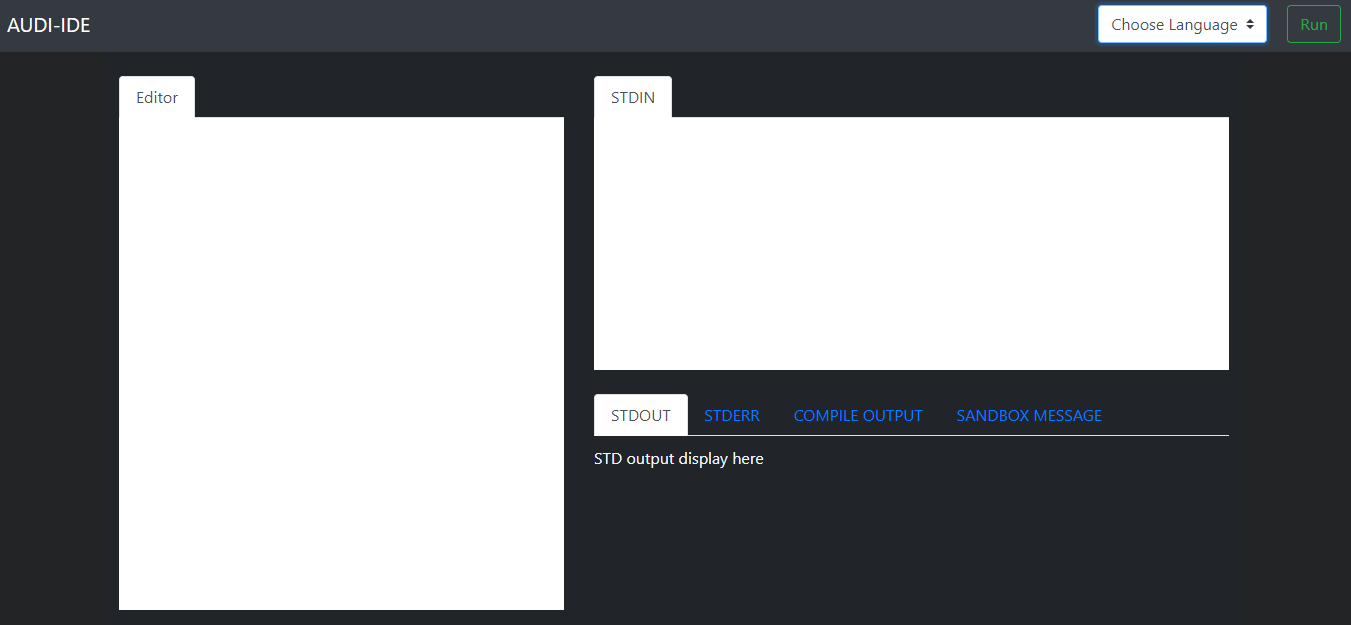 AUDI-IDE
Choose Language
Run
Editor
STDIN
STDOUT
STDERR
COMPILE OUTPUT
SANDBOX MESSAGE
STD output display here